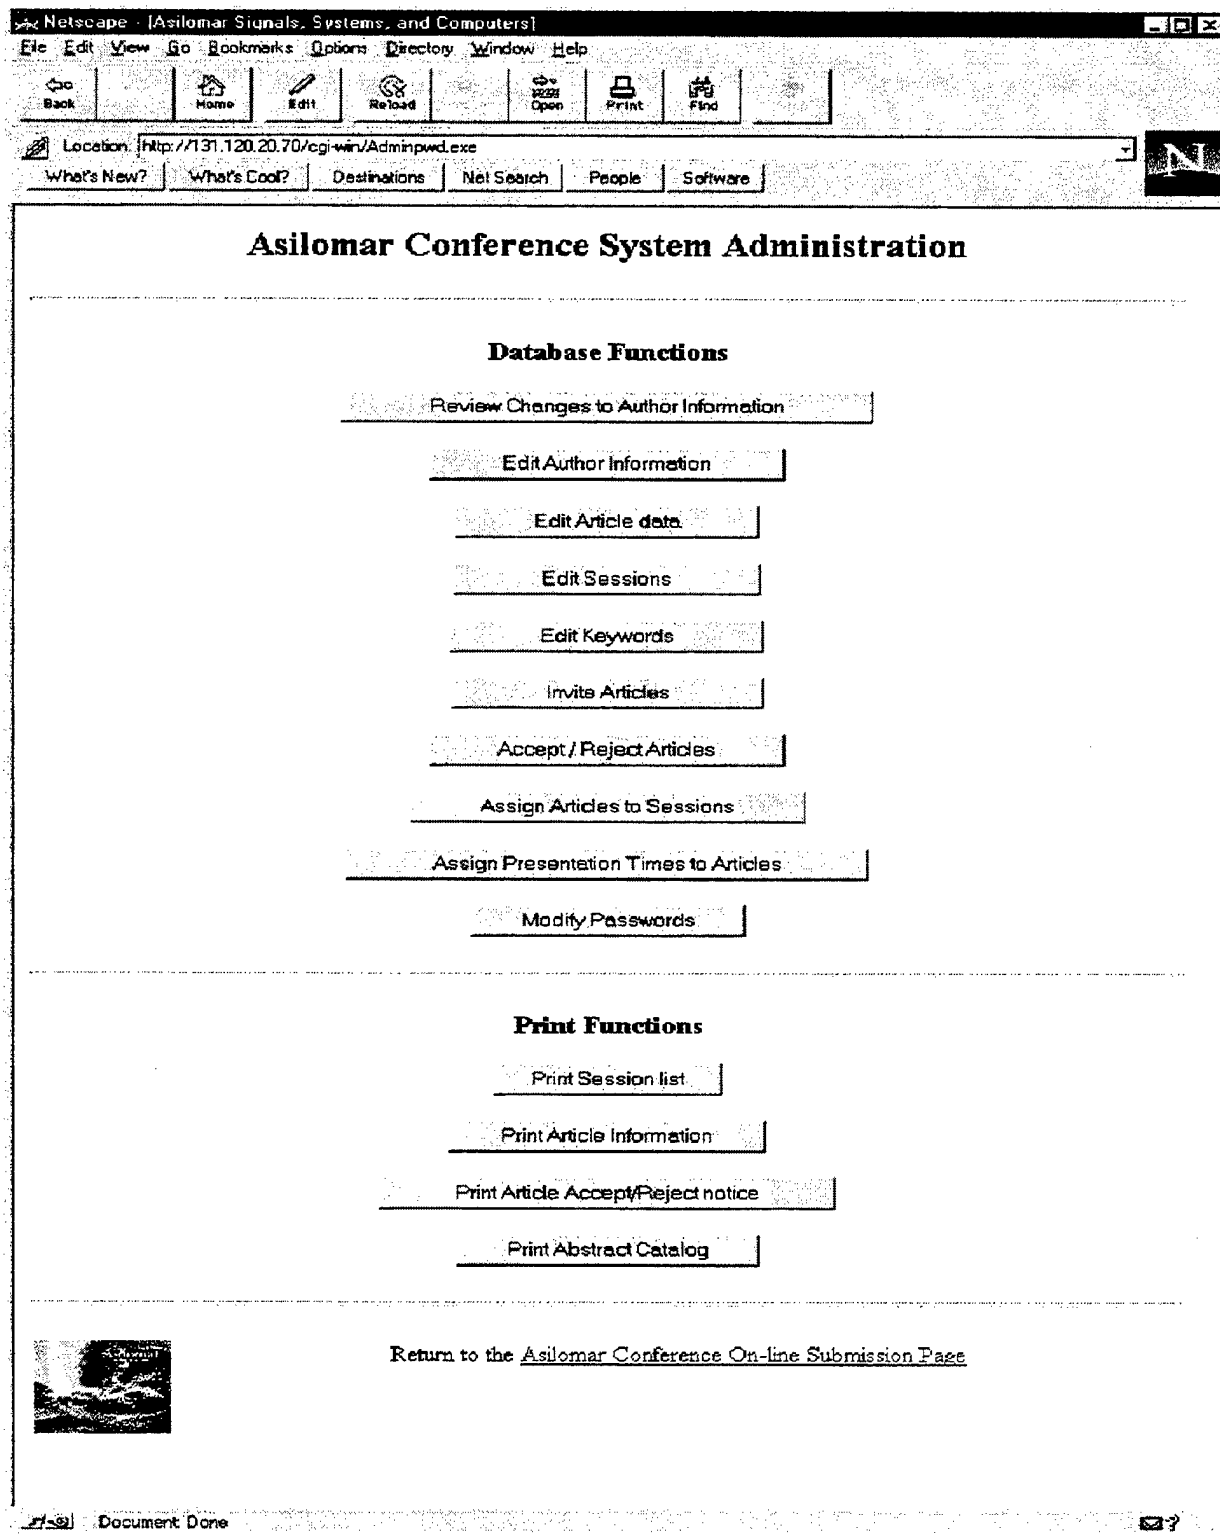 Netscape - [Asilomar Signals, Systems, and Computers]
File Edit View Go Bookmarks Options Directory Window Help
Back Home Edit Reload Open Print Find
Location: http://131.120.20.70/cgi-win/Adminpwd.exe
N
What's New? What's Cool? Destinations Net Search People Software
Asilomar Conference System Administration
Database Functions
Review Changes to Author Information
Edit Author Information
Edit Article data
Edit Sessions
Edit Keywords
Invite Articles
Accept / Reject Articles
Assign Articles to Sessions
Assign Presentation Times to Articles
Modify Passwords
Print Functions
Print Session list
Print Article Information
Print Article Accept/Reject notice
Print Abstract Catalog
Return to the Asilomar Conference On-line Submission Page
Document: Done